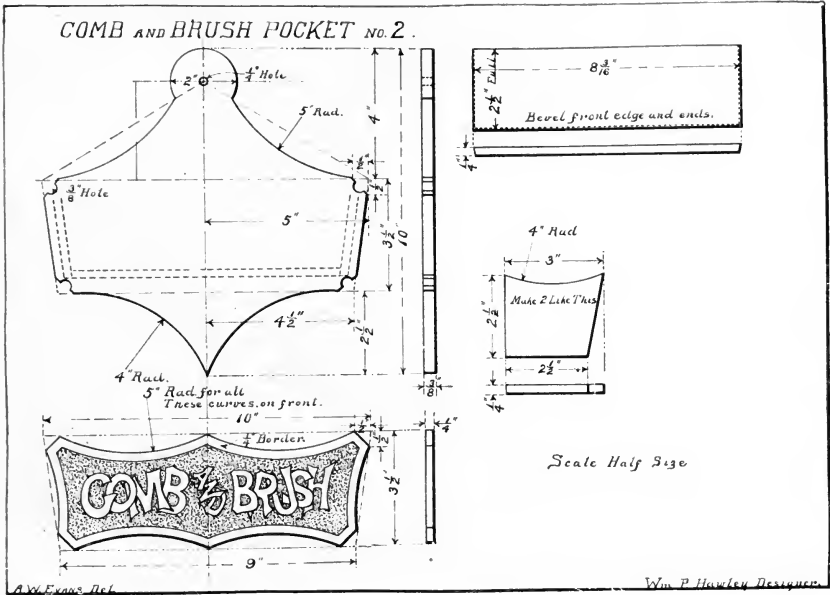 COMB AND BRUSH POCKET NO. 2.
2"
1/4" Hole
5" Rad.
4"
1/2"
1/2"
3/8" Hole
5"
3 1/2"
10"
4 1/2"
2 1/2"
4" Rad.
3/8"
8 3/16"
2 1/2" Full
Bevel front edge and ends.
1/4"
4" Rad
3"
2 1/2"
Make 2 Like This
2 1/2"
1/4"
5" Rad. for all
These curves, on front.
10"
1/2"
1/2"
1/4"
1/4" Border
3 1/2"
COMB AND BRUSH
9"
Scale Half Size
A. W. Evans Del.
Wm P Hawley Designer.